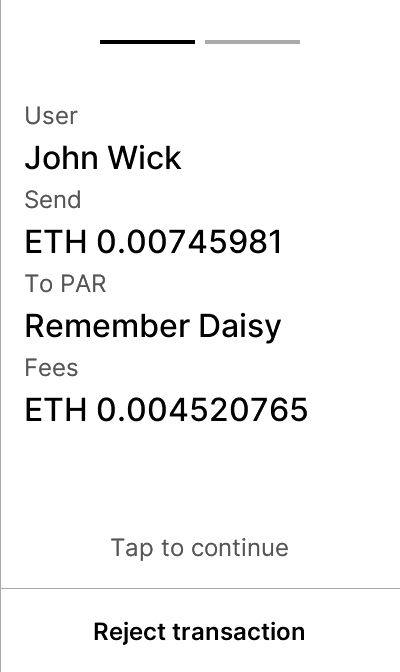 User
John Wick
Send
ETH 0.00745981
To PAR
Remember Daisy
Fees
ETH 0.004520765
Tap to continue
Reject transaction